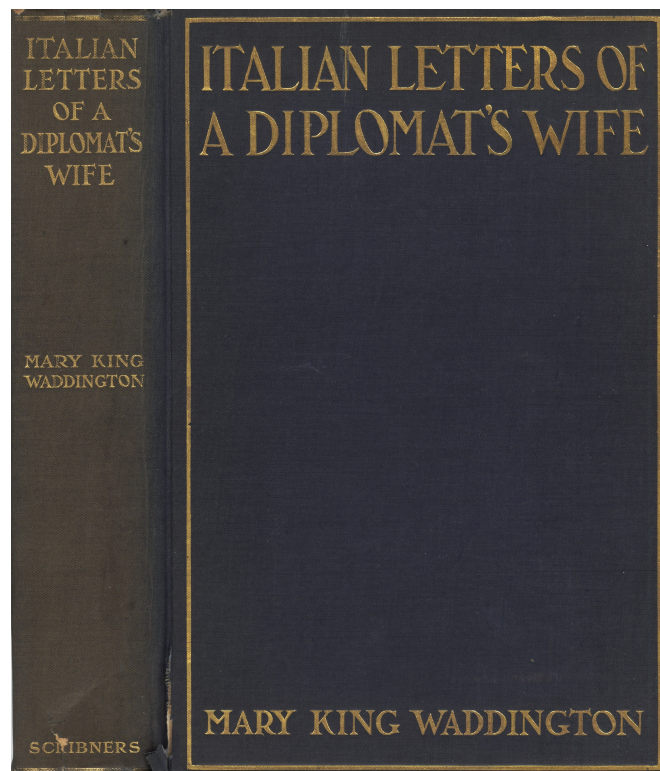 ITALIAN
LETTERS
OF A
DIPLOMAT'S
WIFE
MARY KING
WADDINGTON
SCRIBNERS
ITALIAN LETTERS OF
A DIPLOMAT'S WIFE
MARY KING WADDINGTON